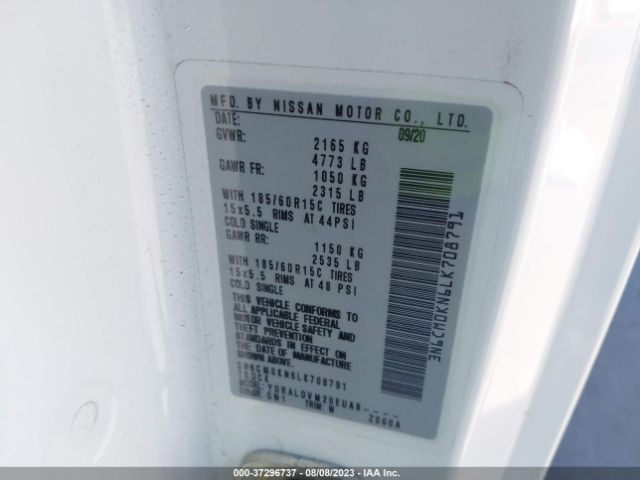 MFD. BY NISSAN MOTOR CO., LTD.
DATE: 09/20
GVWR: 2165 KG
4773 LB
GAWR FR: 1050 KG
2315 LB
WITH 185/60R15C TIRES
15x5.5 RIMS AT 44PSI
COLD SINGLE
GAWR RR: 1150 KG
2535 LB
WITH 185/60R15C TIRES
15x5.5 RIMS AT 48 PSI
COLD SINGLE
THIS VEHICLE CONFORMS TO
ALL APPLICABLE FEDERAL
MOTOR VEHICLE SAFETY AND
THEFT PREVENTION
STANDARDS IN EFFECT ON
THE DATE OF MANUFACTURE
SHOWN ABOVE.
3N6CM0KN6LK708791
TRUCK
MODEL:
COLOR: QM1 TRIM: W
3N6CM0KN6LK708791
000-37296737 - 08/08/2023 - IAA Inc.